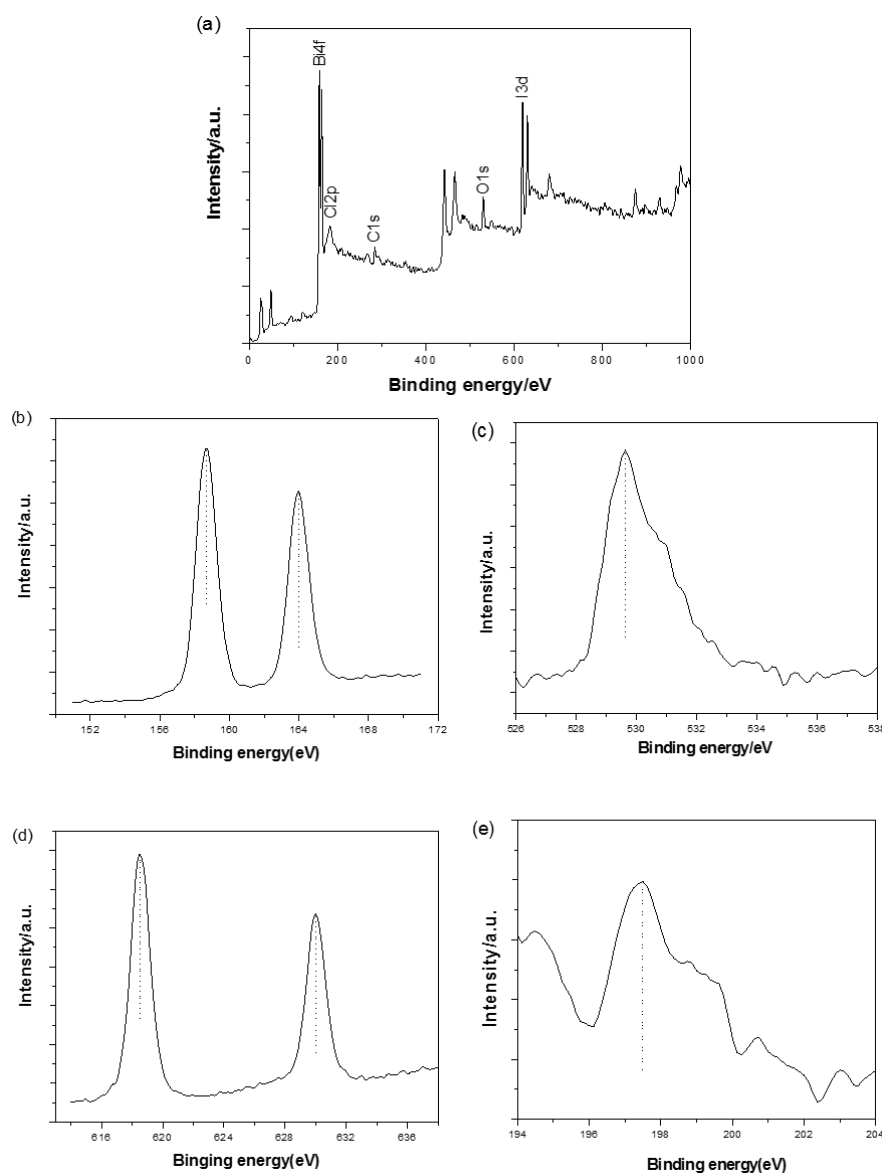 (a)
Intensity/a.u.
Bi4f
Cl2p
C1s
O1s
I3d
0 200 400 600 800 1000
Binding energy/eV
(b)
Intensity/a.u.
152 156 160 164 168 172
Binding energy(eV)
(c)
Intensity/a.u.
526 528 530 532 534 536 538
Binding energy/eV
(d)
Intensity/a.u.
616 620 624 628 632 636
Binging energy(eV)
(e)
Intensity/a.u.
194 196 198 200 202 204
Binding energy(eV)